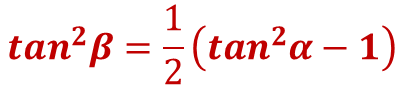 tan²β = 1/2 (tan²α − 1)